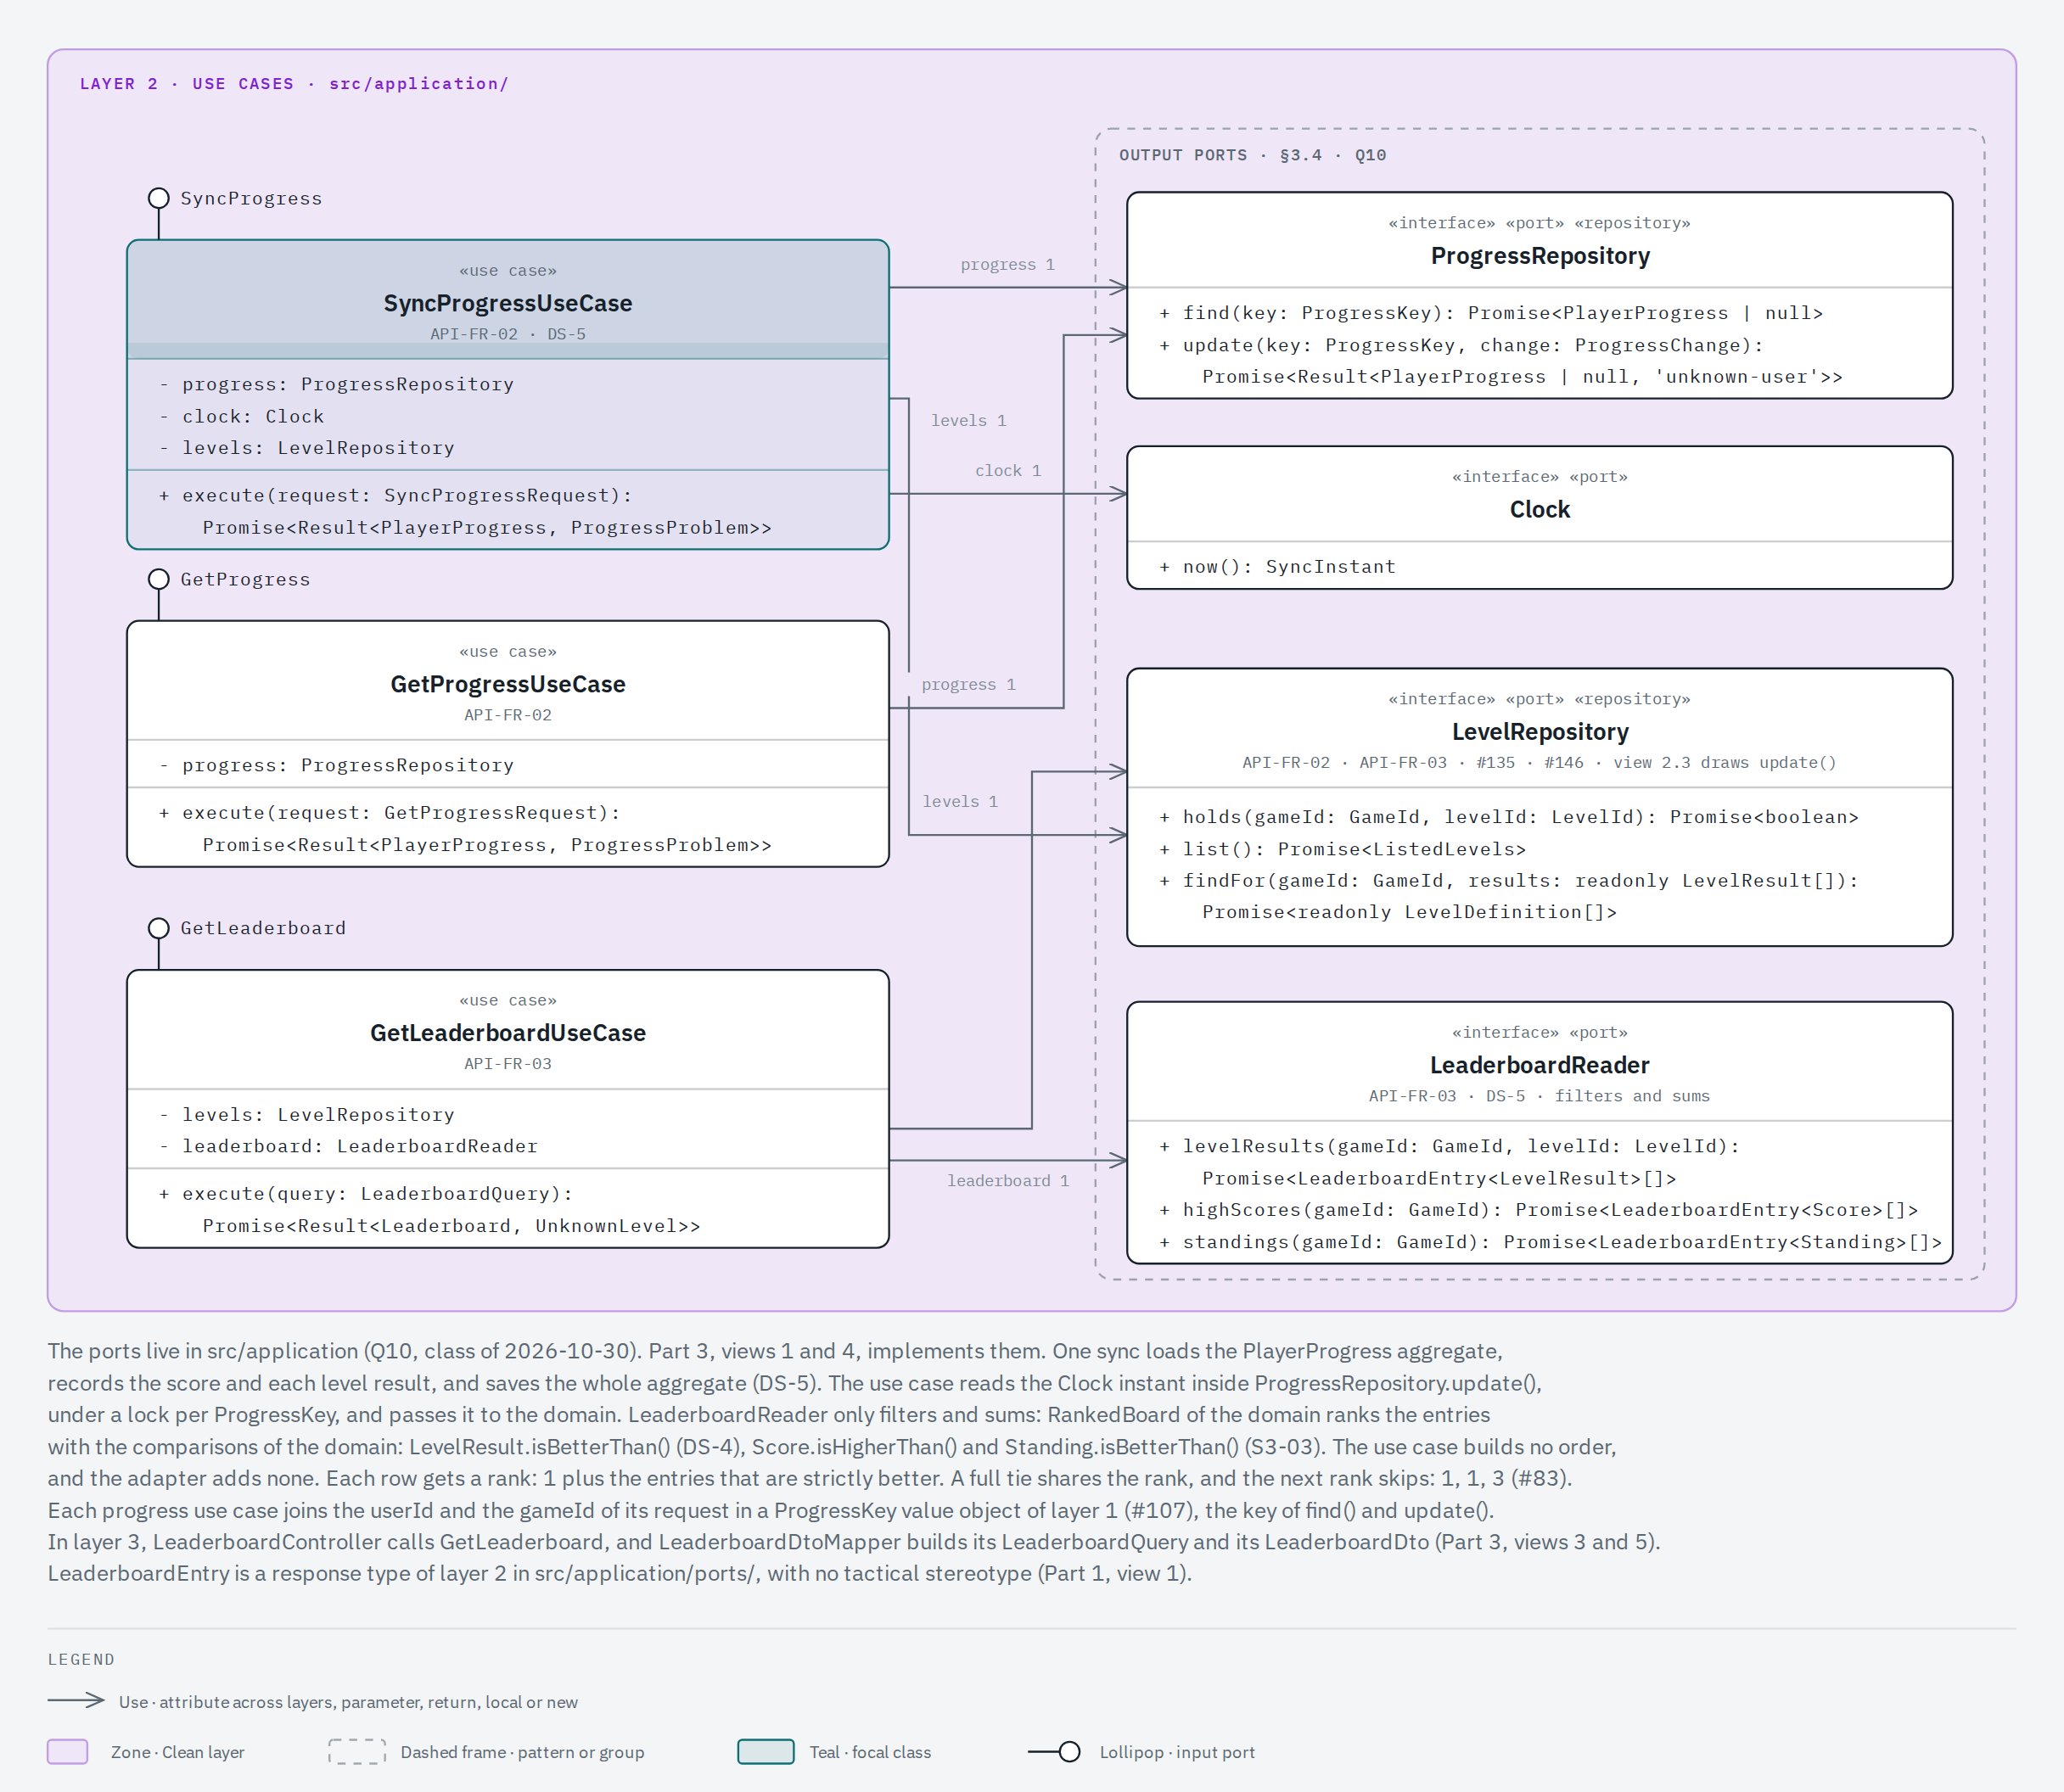 LAYER 2 · USE CASES · src/application/
OUTPUT PORTS · §3.4 · Q10
SyncProgress
«use case»
SyncProgressUseCase
API-FR-02 · DS-5
- progress: ProgressRepository
- clock: Clock
- levels: LevelRepository
+ execute(request: SyncProgressRequest):
Promise<Result<PlayerProgress, ProgressProblem>>
GetProgress
«use case»
GetProgressUseCase
API-FR-02
- progress: ProgressRepository
+ execute(request: GetProgressRequest):
Promise<Result<PlayerProgress, ProgressProblem>>
GetLeaderboard
«use case»
GetLeaderboardUseCase
API-FR-03
- levels: LevelRepository
- leaderboard: LeaderboardReader
+ execute(query: LeaderboardQuery):
Promise<Result<Leaderboard, UnknownLevel>>
progress 1
levels 1
clock 1
progress 1
levels 1
leaderboard 1
«interface» «port» «repository»
ProgressRepository
+ find(key: ProgressKey): Promise<PlayerProgress | null>
+ update(key: ProgressKey, change: ProgressChange):
Promise<Result<PlayerProgress | null, 'unknown-user'>>
«interface» «port»
Clock
+ now(): SyncInstant
«interface» «port» «repository»
LevelRepository
API-FR-02 · API-FR-03 · #135 · #146 · view 2.3 draws update()
+ holds(gameId: GameId, levelId: LevelId): Promise<boolean>
+ list(): Promise<ListedLevels>
+ findFor(gameId: GameId, results: readonly LevelResult[]):
Promise<readonly LevelDefinition[]>
«interface» «port»
LeaderboardReader
API-FR-03 · DS-5 · filters and sums
+ levelResults(gameId: GameId, levelId: LevelId):
Promise<LeaderboardEntry<LevelResult>[]>
+ highScores(gameId: GameId): Promise<LeaderboardEntry<Score>[]>
+ standings(gameId: GameId): Promise<LeaderboardEntry<Standing>[]>
The ports live in src/application (Q10, class of 2026-10-30). Part 3, views 1 and 4, implements them. One sync loads the PlayerProgress aggregate,
records the score and each level result, and saves the whole aggregate (DS-5). The use case reads the Clock instant inside ProgressRepository.update(),
under a lock per ProgressKey, and passes it to the domain. LeaderboardReader only filters and sums: RankedBoard of the domain ranks the entries
with the comparisons of the domain: LevelResult.isBetterThan() (DS-4), Score.isHigherThan() and Standing.isBetterThan() (S3-03). The use case builds no order,
and the adapter adds none. Each row gets a rank: 1 plus the entries that are strictly better. A full tie shares the rank, and the next rank skips: 1, 1, 3 (#83).
Each progress use case joins the userId and the gameId of its request in a ProgressKey value object of layer 1 (#107), the key of find() and update().
In layer 3, LeaderboardController calls GetLeaderboard, and LeaderboardDtoMapper builds its LeaderboardQuery and its LeaderboardDto (Part 3, views 3 and 5).
LeaderboardEntry is a response type of layer 2 in src/application/ports/, with no tactical stereotype (Part 1, view 1).
LEGEND
Use · attribute across layers, parameter, return, local or new
Zone · Clean layer
Dashed frame · pattern or group
Teal · focal class
Lollipop · input port